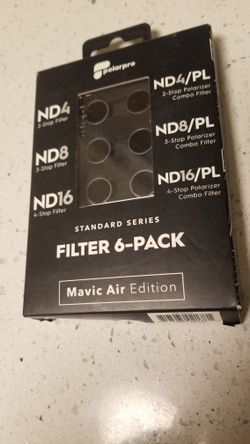 polarpro
ND4
2-Stop Filter
ND8
3-Stop Filter
ND16
4-Stop Filter
ND4/PL
2-Stop Polarizer
Combo Filter
ND8/PL
3-Stop Polarizer
Combo Filter
ND16/PL
4-Stop Polarizer
Combo Filter
STANDARD SERIES
FILTER 6-PACK
Mavic Air Edition